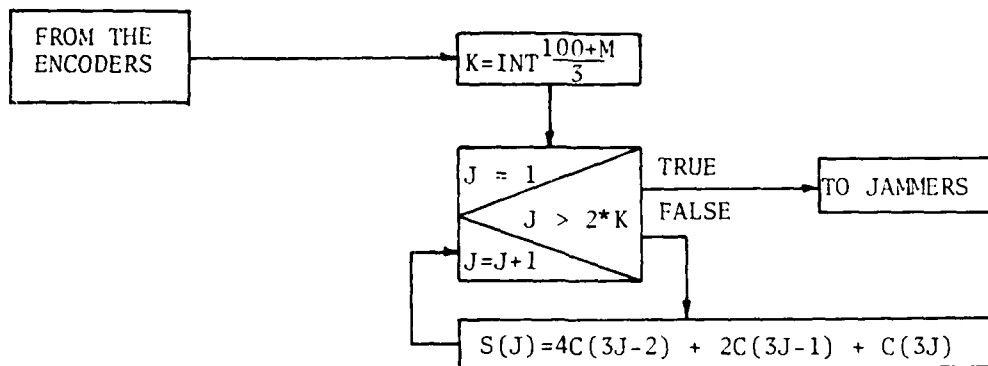 FROM THE
ENCODERS
K=INT 100+M
3
J = 1
TRUE
TO JAMMERS
FALSE
J > 2*K
J=J+1
S(J)=4C(3J-2) + 2C(3J-1) + C(3J)